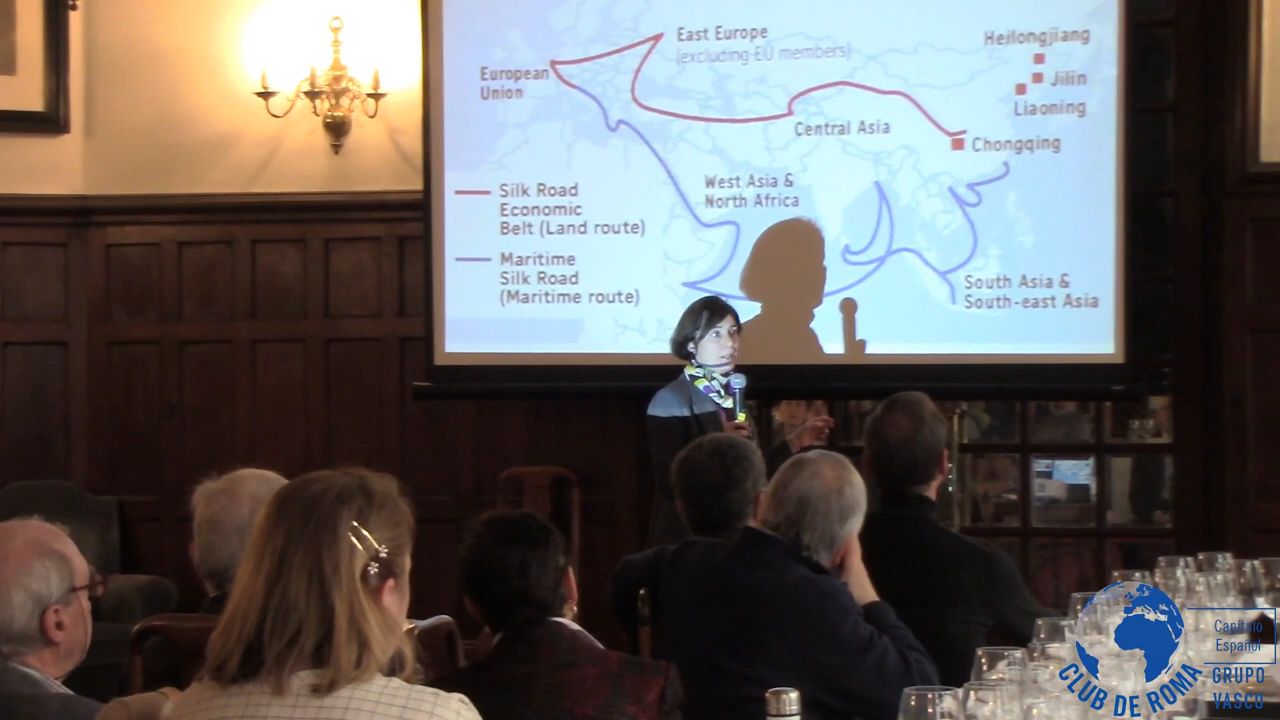 East Europe
(excluding EU members)
European
Union
Heilongjiang
Jilin
Liaoning
Central Asia
Chongqing
West Asia &
North Africa
Silk Road
Economic
Belt (Land route)
Maritime
Silk Road
(Maritime route)
South Asia &
South-east Asia
CLUB DE ROMA
Capítulo
Español
GRUPO
VASCO